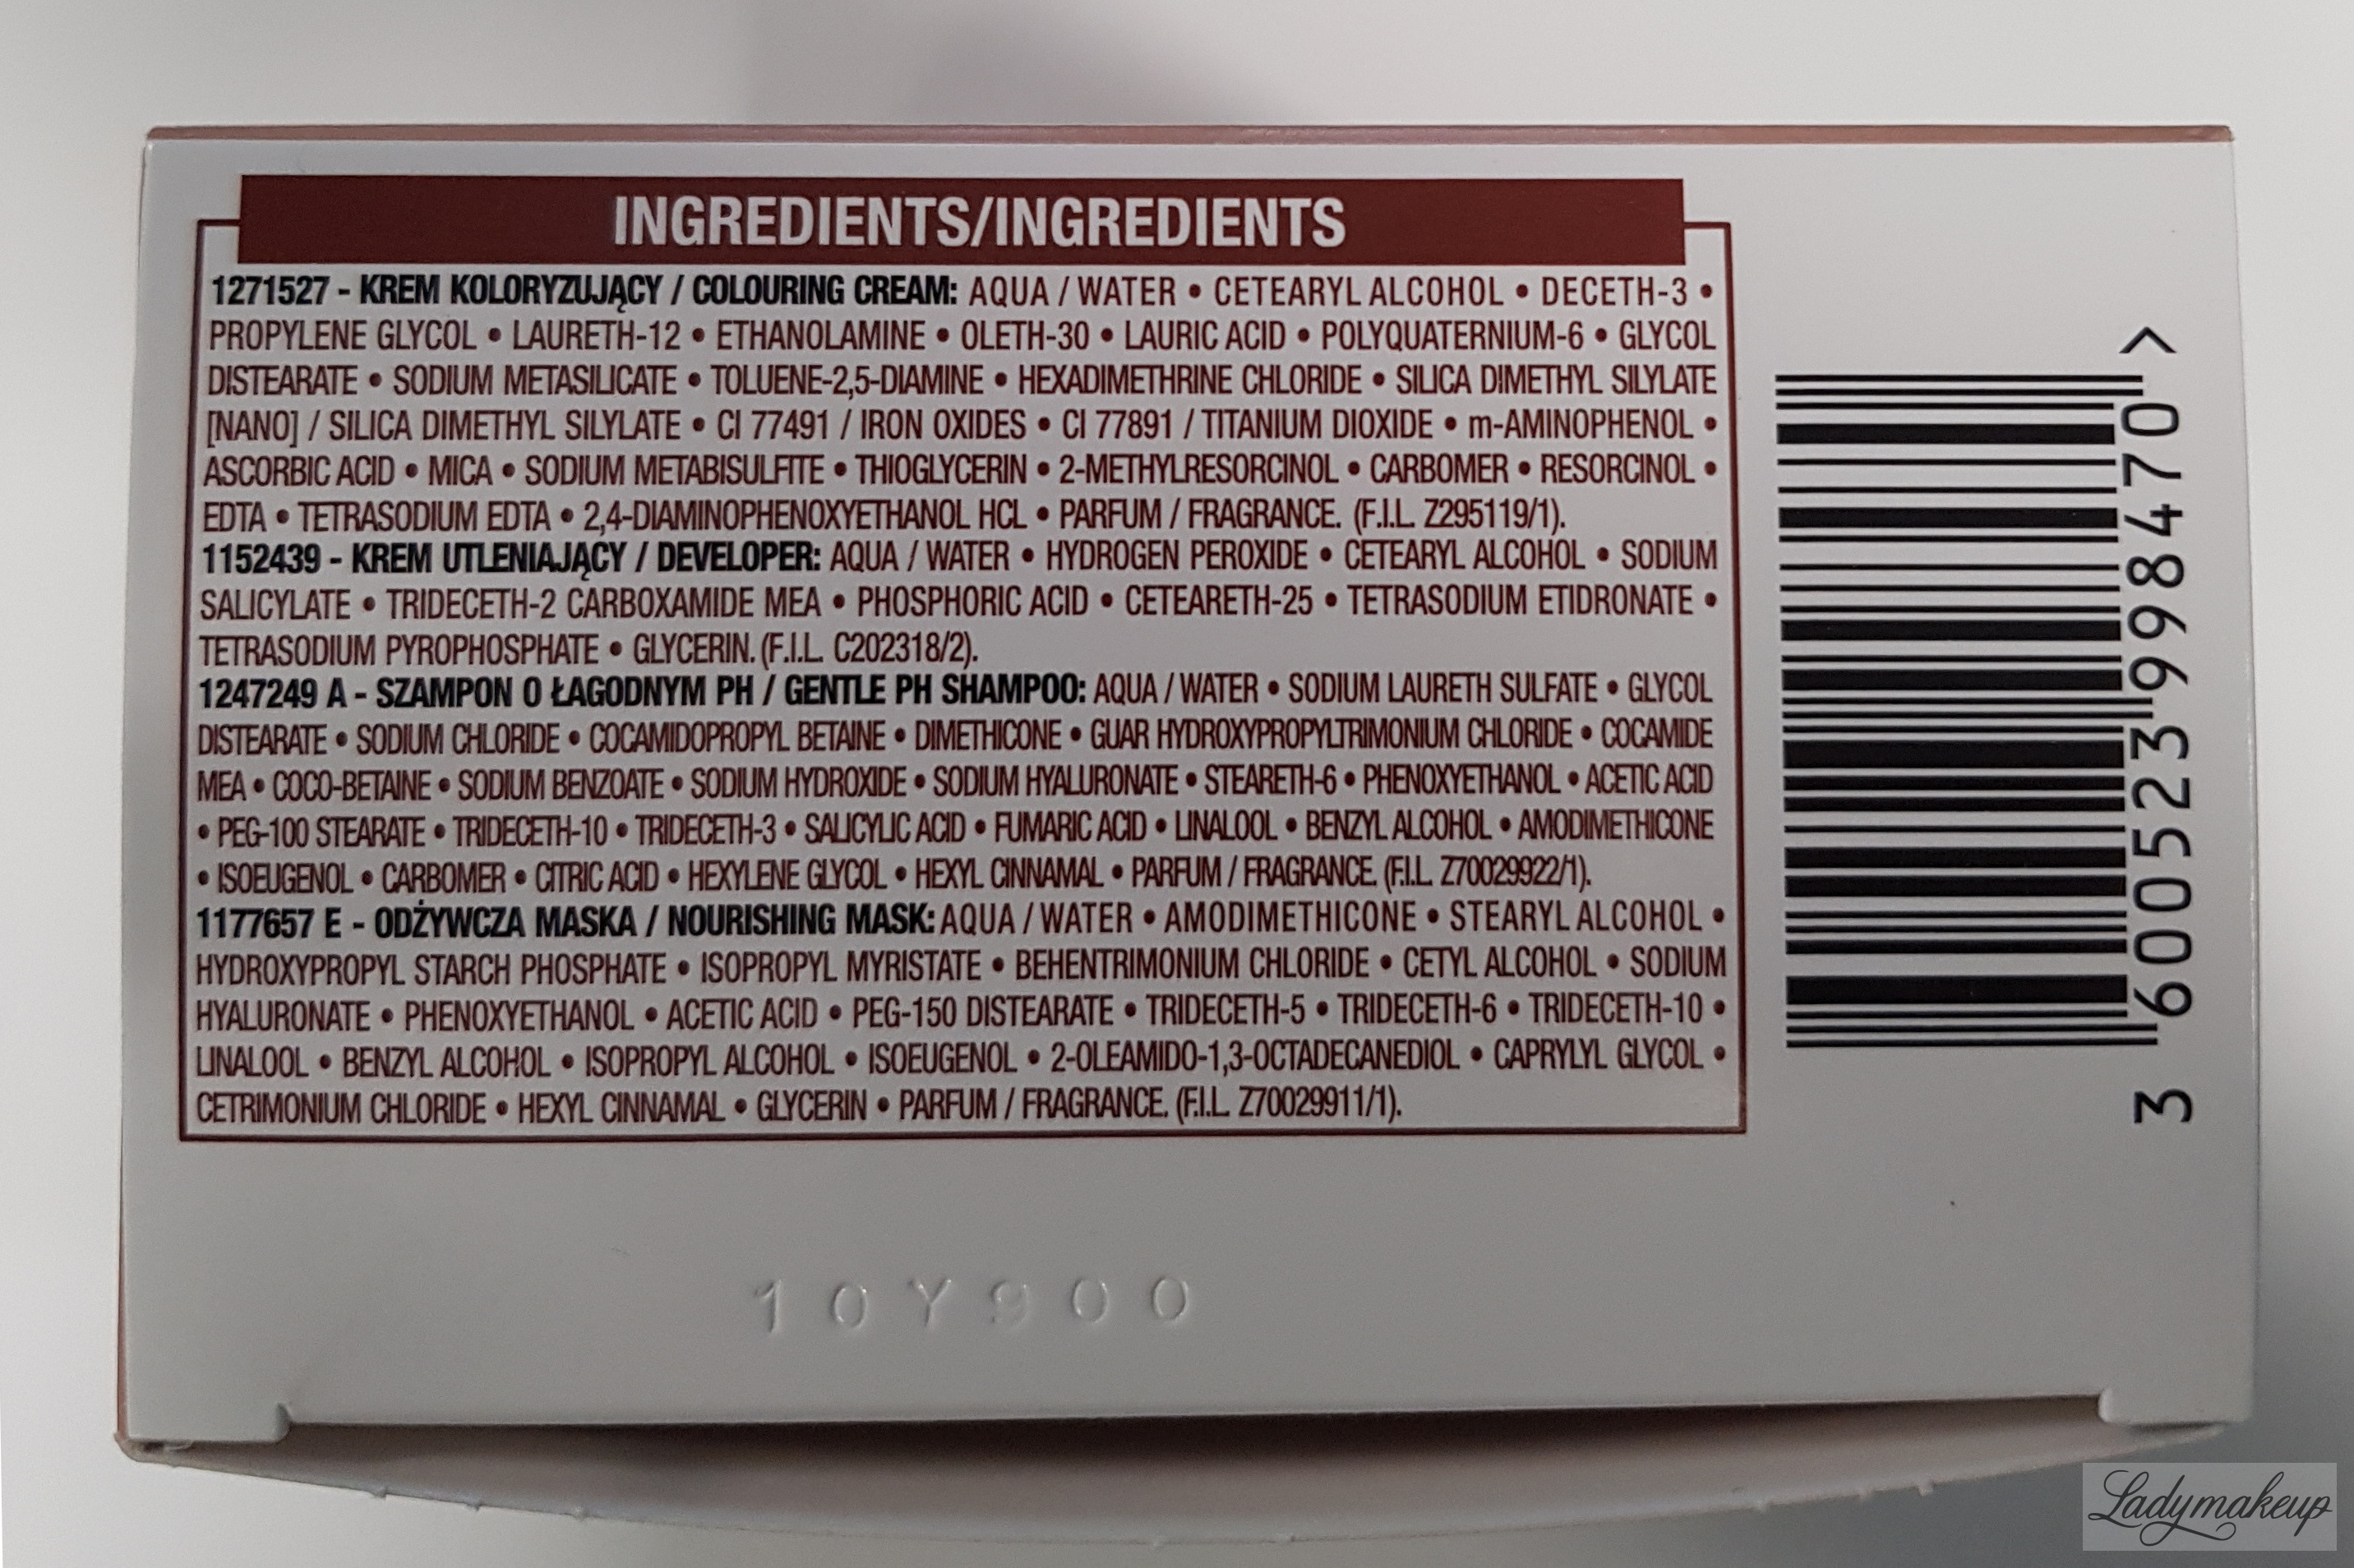 INGREDIENTS/INGREDIENTS
1271527 - KREM KOLORYZUJĄCY / COLOURING CREAM: AQUA / WATER • CETEARYL ALCOHOL • DECETH-3 •
PROPYLENE GLYCOL • LAURETH-12 • ETHANOLAMINE • OLETH-30 • LAURIC ACID • POLYQUATERNIUM-6 • GLYCOL
DISTEARATE • SODIUM METASILICATE • TOLUENE-2,5-DIAMINE • HEXADIMETHRINE CHLORIDE • SILICA DIMETHYL SILYLATE
[NANO] / SILICA DIMETHYL SILYLATE • CI 77491 / IRON OXIDES • CI 77891 / TITANIUM DIOXIDE • m-AMINOPHENOL •
ASCORBIC ACID • MICA • SODIUM METABISULFITE • THIOGLYCERIN • 2-METHYLRESORCINOL • CARBOMER • RESORCINOL •
EDTA • TETRASODIUM EDTA • 2,4-DIAMINOPHENOXYETHANOL HCL • PARFUM / FRAGRANCE. (F.I.L. Z295119/1).
1152439 - KREM UTLENIAJĄCY / DEVELOPER: AQUA / WATER • HYDROGEN PEROXIDE • CETEARYL ALCOHOL • SODIUM
SALICYLATE • TRIDECETH-2 CARBOXAMIDE MEA • PHOSPHORIC ACID • CETEARETH-25 • TETRASODIUM ETIDRONATE •
TETRASODIUM PYROPHOSPHATE • GLYCERIN. (F.I.L. C202318/2).
1247249 A - SZAMPON O ŁAGODNYM PH / GENTLE PH SHAMPOO: AQUA / WATER • SODIUM LAURETH SULFATE • GLYCOL
DISTEARATE • SODIUM CHLORIDE • COCAMIDOPROPYL BETAINE • DIMETHICONE • GUAR HYDROXYPROPYLTRIMONIUM CHLORIDE • COCAMIDE
MEA • COCO-BETAINE • SODIUM BENZOATE • SODIUM HYDROXIDE • SODIUM HYALURONATE • STEARETH-6 • PHENOXYETHANOL • ACETIC ACID
• PEG-100 STEARATE • TRIDECETH-10 • TRIDECETH-3 • SALICYLIC ACID • FUMARIC ACID • LINALOOL • BENZYL ALCOHOL • AMODIMETHICONE
• ISOEUGENOL • CARBOMER • CITRIC ACID • HEXYLENE GLYCOL • HEXYL CINNAMAL • PARFUM / FRAGRANCE. (F.I.L. Z70029922/1).
1177657 E - ODŻYWCZA MASKA / NOURISHING MASK: AQUA / WATER • AMODIMETHICONE • STEARYL ALCOHOL •
HYDROXYPROPYL STARCH PHOSPHATE • ISOPROPYL MYRISTATE • BEHENTRIMONIUM CHLORIDE • CETYL ALCOHOL • SODIUM
HYALURONATE • PHENOXYETHANOL • ACETIC ACID • PEG-150 DISTEARATE • TRIDECETH-5 • TRIDECETH-6 • TRIDECETH-10 •
LINALOOL • BENZYL ALCOHOL • ISOPROPYL ALCOHOL • ISOEUGENOL • 2-OLEAMIDO-1,3-OCTADECANEDIOL • CAPRYLYL GLYCOL •
CETRIMONIUM CHLORIDE • HEXYL CINNAMAL • GLYCERIN • PARFUM / FRAGRANCE. (F.I.L. Z70029911/1).
3 600523 998470 >
10Y900
Ladymakeup